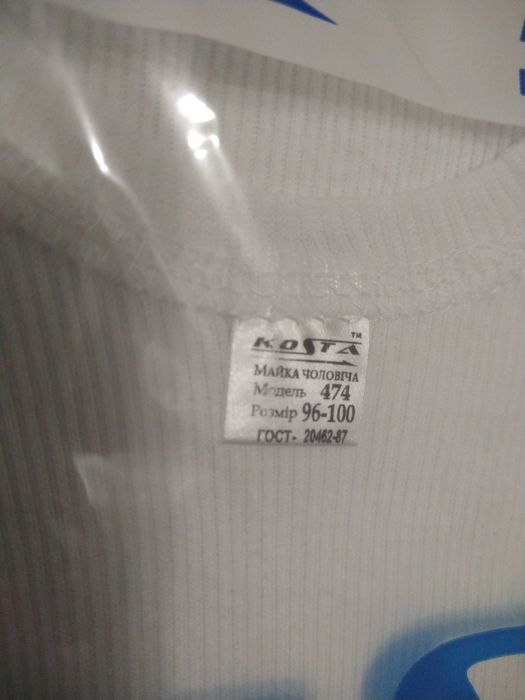 KOSTA™
МАЙКА ЧОЛОВІЧА
Модель 474
Розмір 96-100
ГОСТ- 20462-87